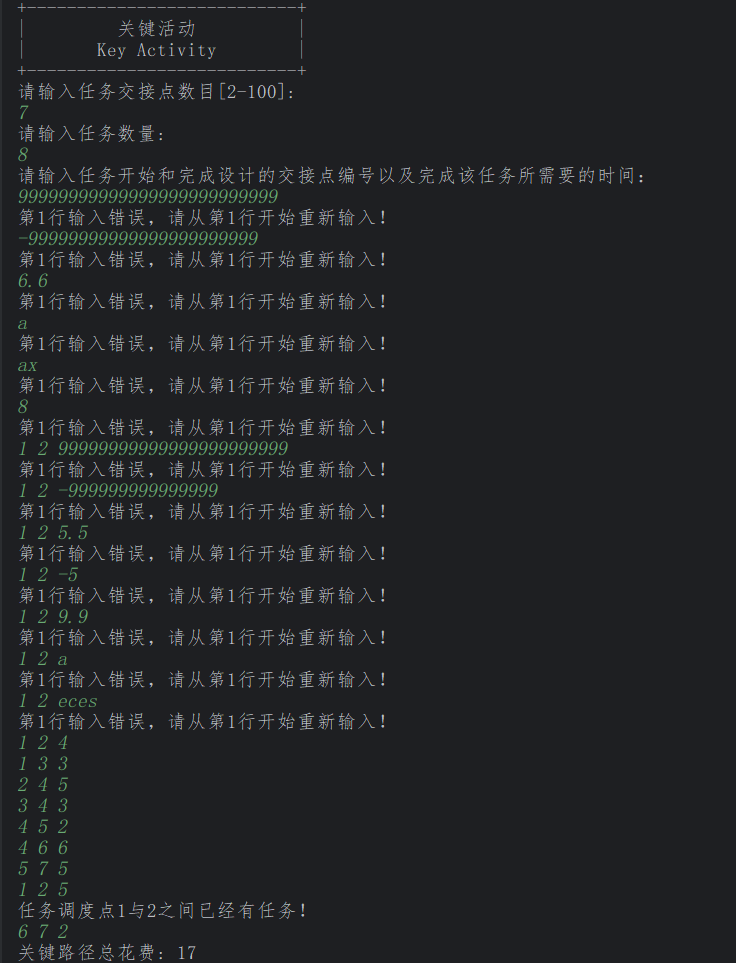 +---------------------------+
|         关键活动          |
|       Key Activity        |
+---------------------------+
请输入任务交接点数目[2-100]:
7
请输入任务数量:
8
请输入任务开始和完成设计的交接点编号以及完成该任务所需要的时间:
99999999999999999999999999
第1行输入错误，请从第1行开始重新输入!
-99999999999999999999999
第1行输入错误，请从第1行开始重新输入!
6.6
第1行输入错误，请从第1行开始重新输入!
a
第1行输入错误，请从第1行开始重新输入!
ax
第1行输入错误，请从第1行开始重新输入!
8
第1行输入错误，请从第1行开始重新输入!
1 2 99999999999999999999999
第1行输入错误，请从第1行开始重新输入!
1 2 -999999999999999
第1行输入错误，请从第1行开始重新输入!
1 2 5.5
第1行输入错误，请从第1行开始重新输入!
1 2 -5
第1行输入错误，请从第1行开始重新输入!
1 2 9.9
第1行输入错误，请从第1行开始重新输入!
1 2 a
第1行输入错误，请从第1行开始重新输入!
1 2 eces
第1行输入错误，请从第1行开始重新输入!
1 2 4
1 3 3
2 4 5
3 4 3
4 5 2
4 6 6
5 7 5
1 2 5
任务调度点1与2之间已经有任务!
6 7 2
关键路径总花费: 17